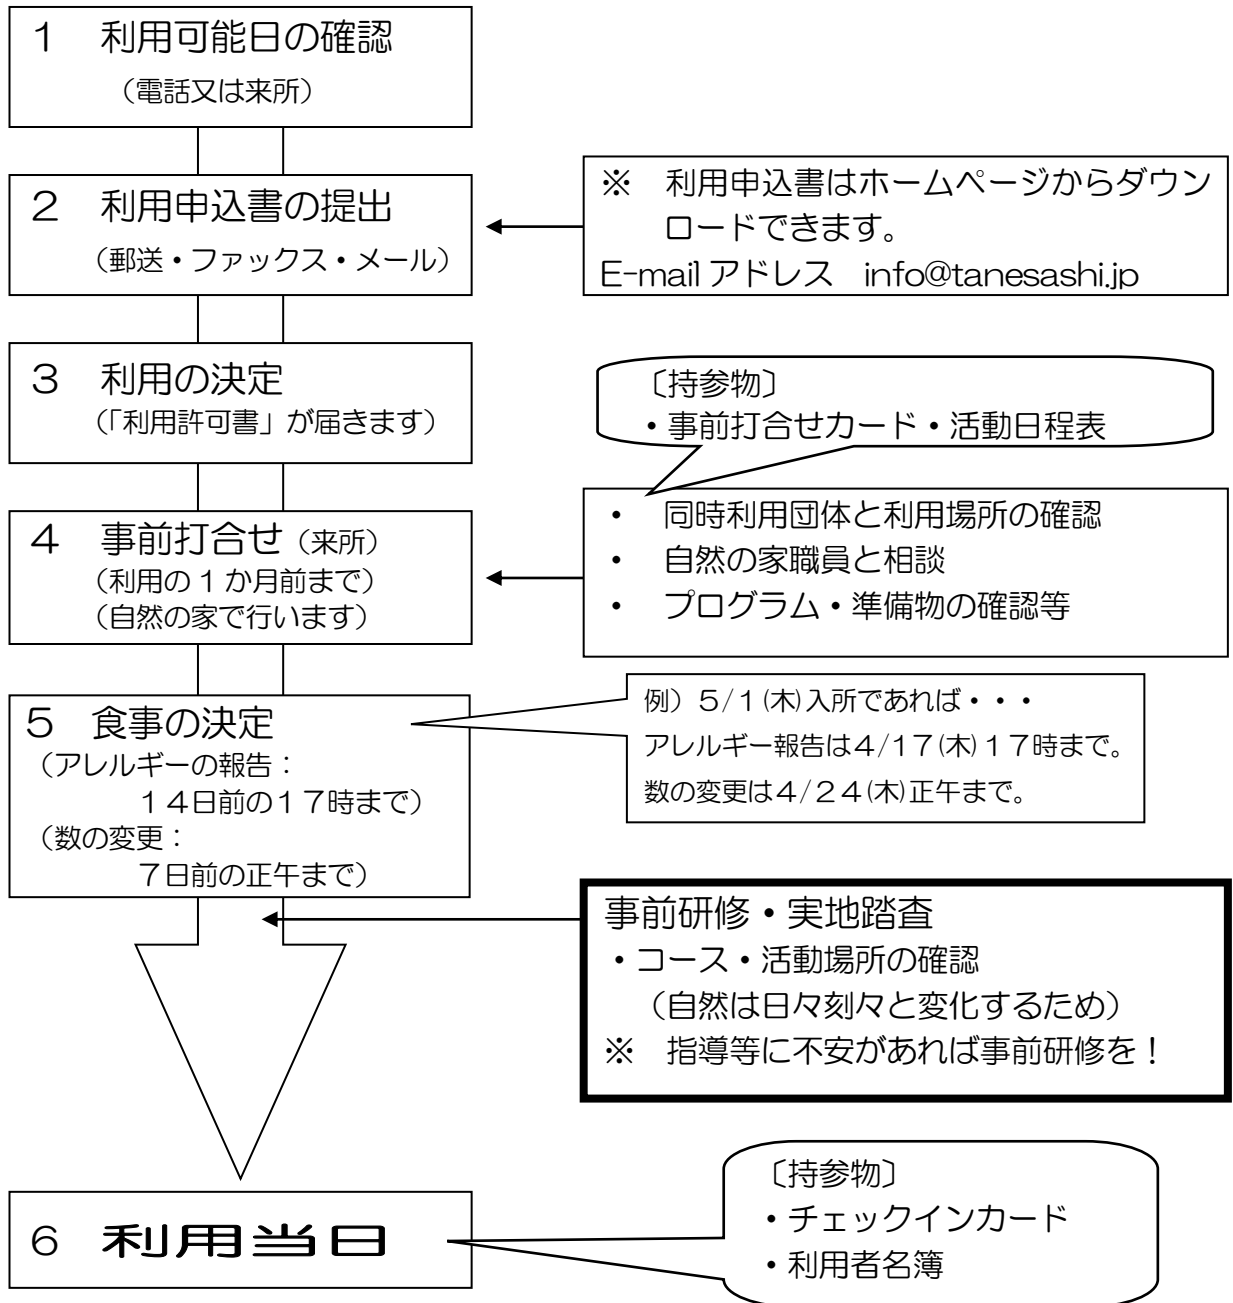 １　利用可能日の確認
（電話又は来所）
２　利用申込書の提出
（郵送・ファックス・メール）
※　利用申込書はホームページからダウン
ロードできます。
E-mail アドレス　info@tanesashi.jp
３　利用の決定
（「利用許可書」が届きます）
〔持参物〕
・事前打合せカード・活動日程表
４　事前打合せ（来所）
（利用の１か月前まで）
（自然の家で行います）
・　同時利用団体と利用場所の確認
・　自然の家職員と相談
・　プログラム・準備物の確認等
５　食事の決定
（アレルギーの報告：
１４日前の１７時まで）
（数の変更：
７日前の正午まで）
例）５/１(木)入所であれば・・・
アレルギー報告は４/１７(木)１７時まで。
数の変更は４/２４(木)正午まで。
事前研修・実地踏査
・コース・活動場所の確認
（自然は日々刻々と変化するため）
※　指導等に不安があれば事前研修を！
６　利用当日
〔持参物〕
・チェックインカード
・利用者名簿